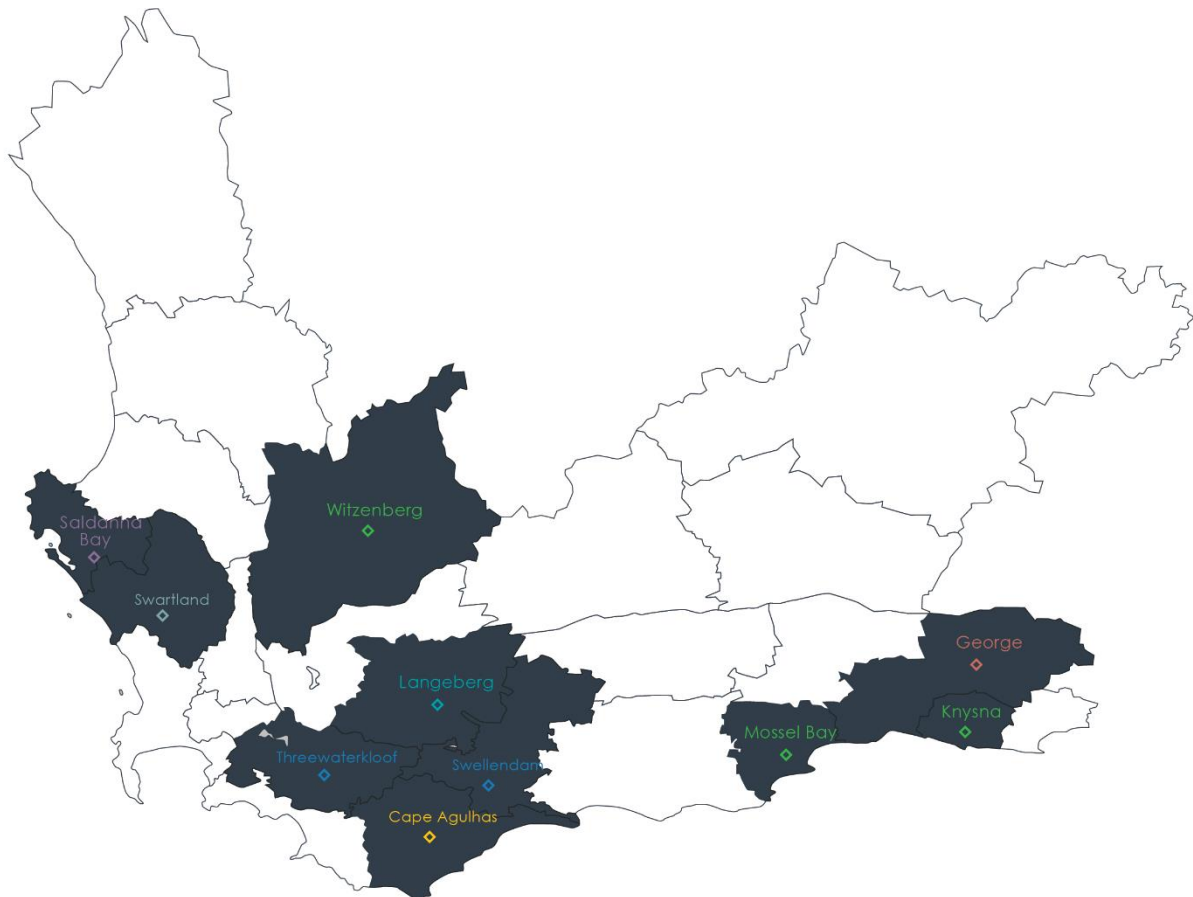 Witzenberg
Saldanha
Bay
Swartland
George
Langeberg
Knysna
Mossel Bay
Threewaterkloof
Swellendam
Cape Agulhas